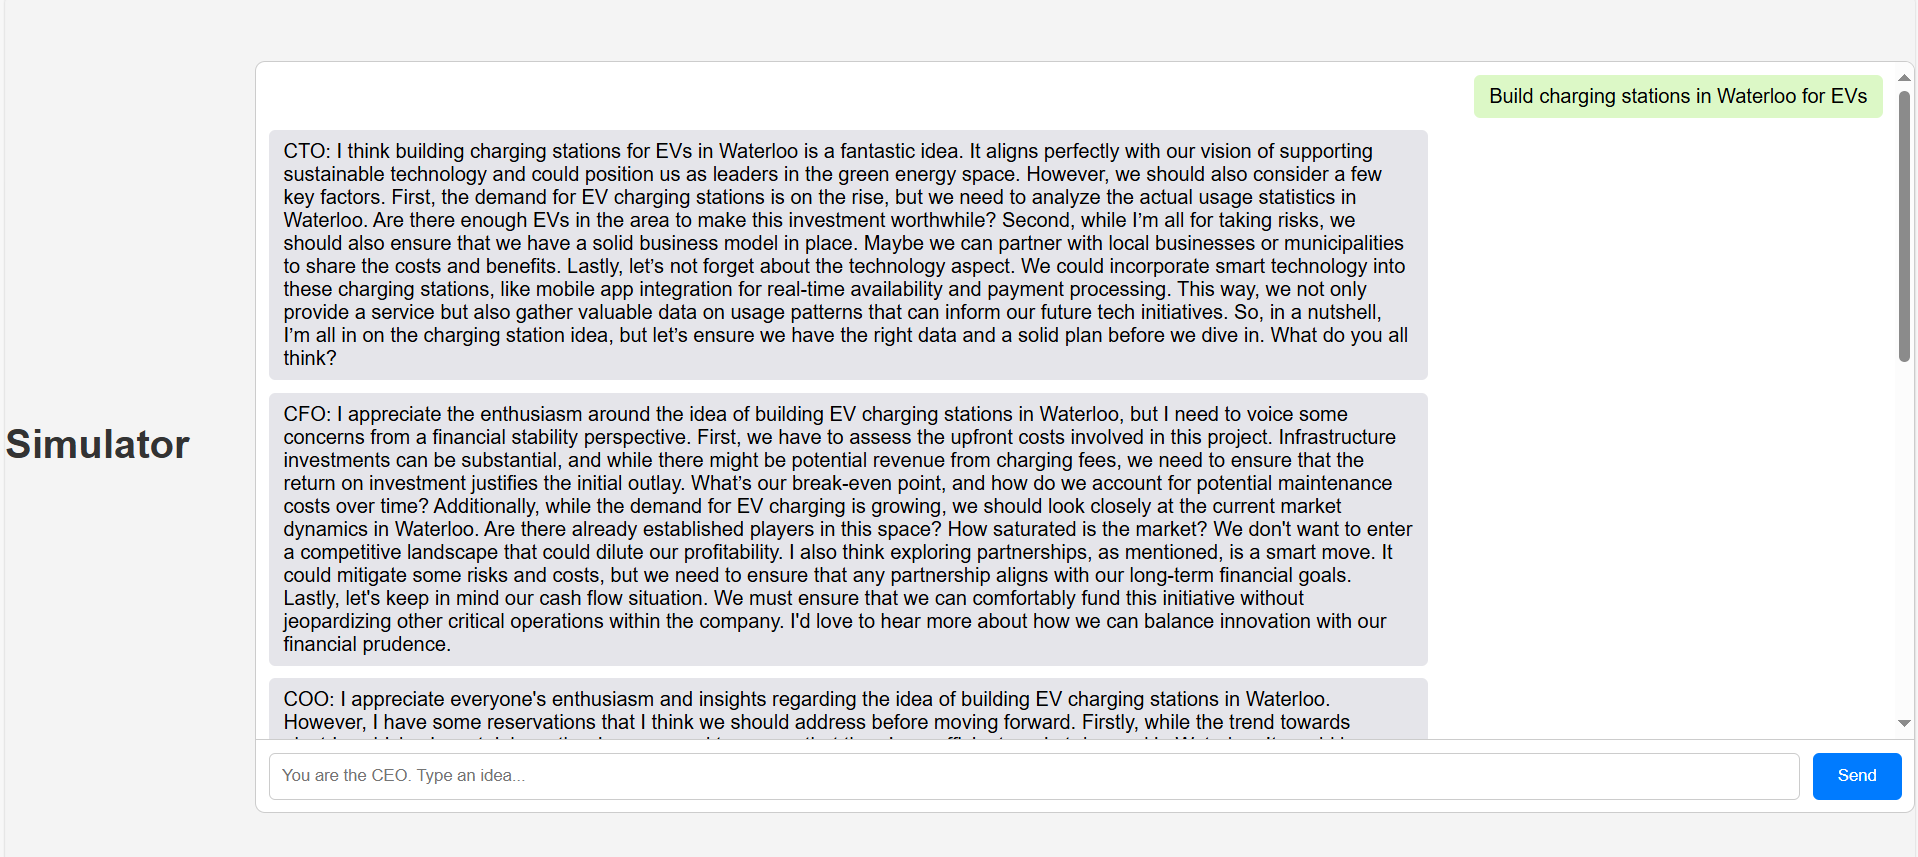 Build charging stations in Waterloo for EVs
CTO: I think building charging stations for EVs in Waterloo is a fantastic idea. It aligns perfectly with our vision of supporting
sustainable technology and could position us as leaders in the green energy space. However, we should also consider a few
key factors. First, the demand for EV charging stations is on the rise, but we need to analyze the actual usage statistics in
Waterloo. Are there enough EVs in the area to make this investment worthwhile? Second, while I’m all for taking risks, we
should also ensure that we have a solid business model in place. Maybe we can partner with local businesses or municipalities
to share the costs and benefits. Lastly, let’s not forget about the technology aspect. We could incorporate smart technology into
these charging stations, like mobile app integration for real-time availability and payment processing. This way, we not only
provide a service but also gather valuable data on usage patterns that can inform our future tech initiatives. So, in a nutshell,
I’m all in on the charging station idea, but let’s ensure we have the right data and a solid plan before we dive in. What do you all
think?
CFO: I appreciate the enthusiasm around the idea of building EV charging stations in Waterloo, but I need to voice some
concerns from a financial stability perspective. First, we have to assess the upfront costs involved in this project. Infrastructure
investments can be substantial, and while there might be potential revenue from charging fees, we need to ensure that the
return on investment justifies the initial outlay. What’s our break-even point, and how do we account for potential maintenance
costs over time? Additionally, while the demand for EV charging is growing, we should look closely at the current market
dynamics in Waterloo. Are there already established players in this space? How saturated is the market? We don't want to enter
a competitive landscape that could dilute our profitability. I also think exploring partnerships, as mentioned, is a smart move. It
could mitigate some risks and costs, but we need to ensure that any partnership aligns with our long-term financial goals.
Lastly, let's keep in mind our cash flow situation. We must ensure that we can comfortably fund this initiative without
jeopardizing other critical operations within the company. I'd love to hear more about how we can balance innovation with our
financial prudence.
Simulator
COO: I appreciate everyone's enthusiasm and insights regarding the idea of building EV charging stations in Waterloo.
However, I have some reservations that I think we should address before moving forward. Firstly, while the trend towards
You are the CEO. Type an idea...
Send